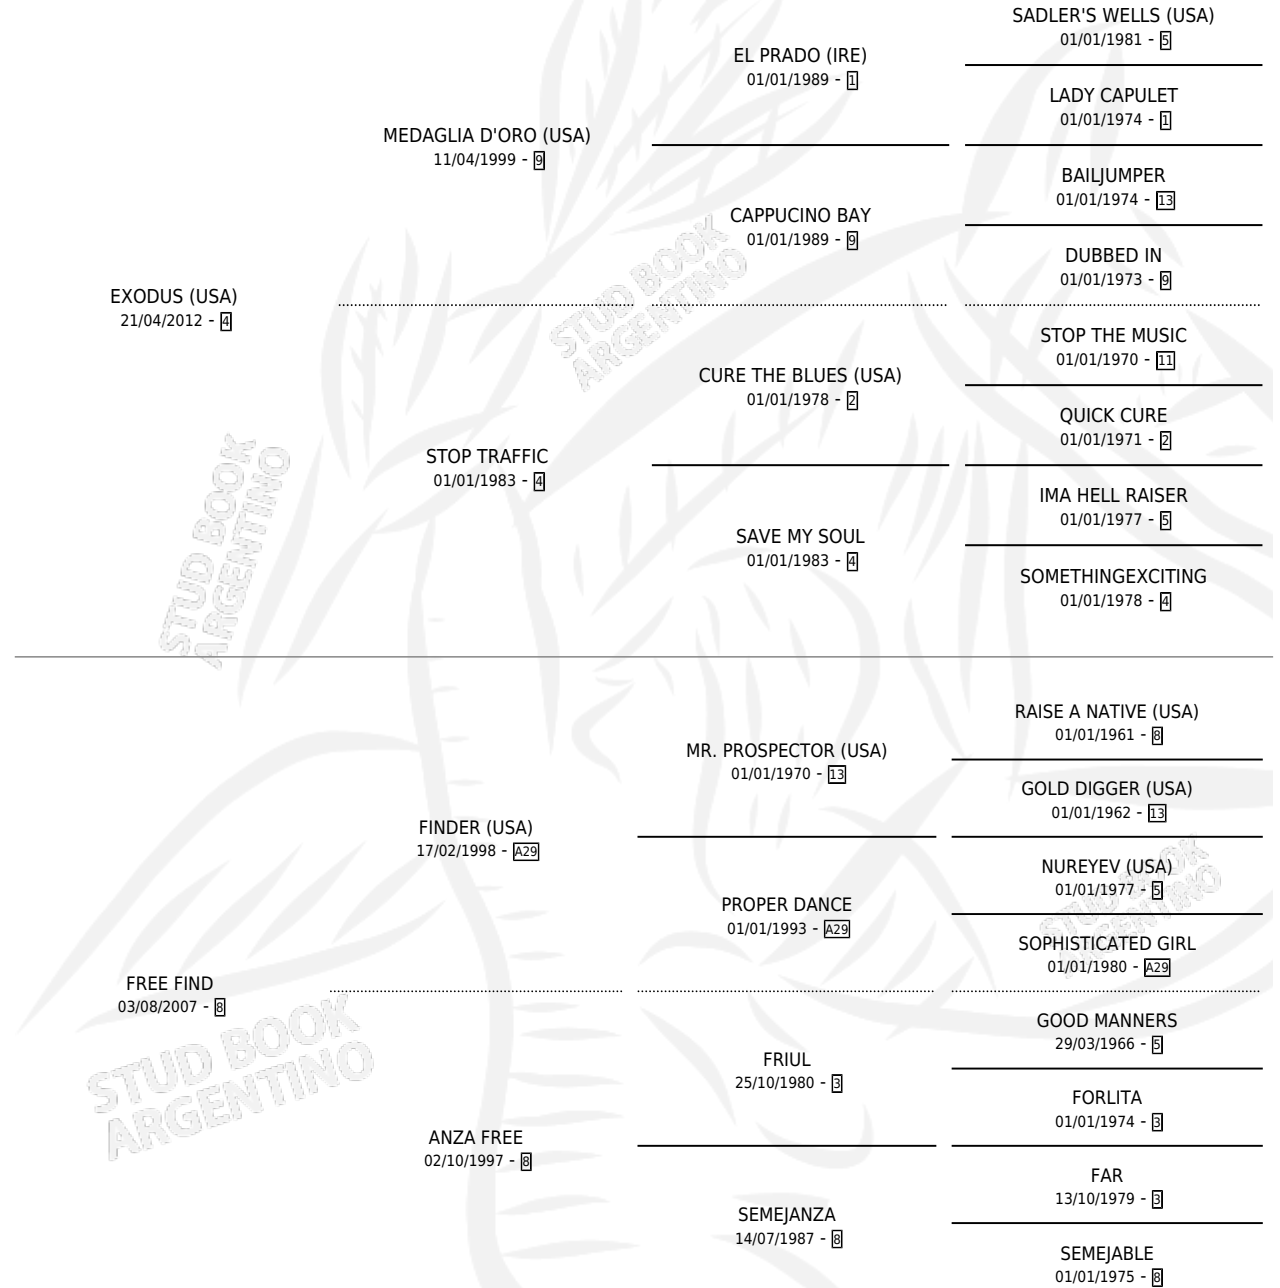 SADLER'S WELLS (USA)
01/01/1981 - 5
EL PRADO (IRE)
01/01/1989 - 1
LADY CAPULET
01/01/1974 - 1
MEDAGLIA D'ORO (USA)
11/04/1999 - 9
BAILJUMPER
01/01/1974 - 13
CAPPUCINO BAY
01/01/1989 - 9
DUBBED IN
01/01/1973 - 9
EXODUS (USA)
21/04/2012 - 4
STOP THE MUSIC
01/01/1970 - 11
CURE THE BLUES (USA)
01/01/1978 - 2
QUICK CURE
01/01/1971 - 2
STOP TRAFFIC
01/01/1983 - 4
IMA HELL RAISER
01/01/1977 - 5
SAVE MY SOUL
01/01/1983 - 4
SOMETHINGEXCITING
01/01/1978 - 4
STUD BOOK
ARGENTINO
STUD BOOK
ARGENTINO
RAISE A NATIVE (USA)
01/01/1961 - 8
MR. PROSPECTOR (USA)
01/01/1970 - 13
GOLD DIGGER (USA)
01/01/1962 - 13
FINDER (USA)
17/02/1998 - A29
NUREYEV (USA)
01/01/1977 - 5
PROPER DANCE
01/01/1993 - A29
SOPHISTICATED GIRL
01/01/1980 - A29
FREE FIND
03/08/2007 - 8
GOOD MANNERS
29/03/1966 - 5
FRIUL
25/10/1980 - 3
FORLITA
01/01/1974 - 3
ANZA FREE
02/10/1997 - 8
FAR
13/10/1979 - 3
SEMEJANZA
14/07/1987 - 8
SEMEJABLE
01/01/1975 - 8
STUD BOOK
ARGENTINO
STUD BOOK
ARGENTINO